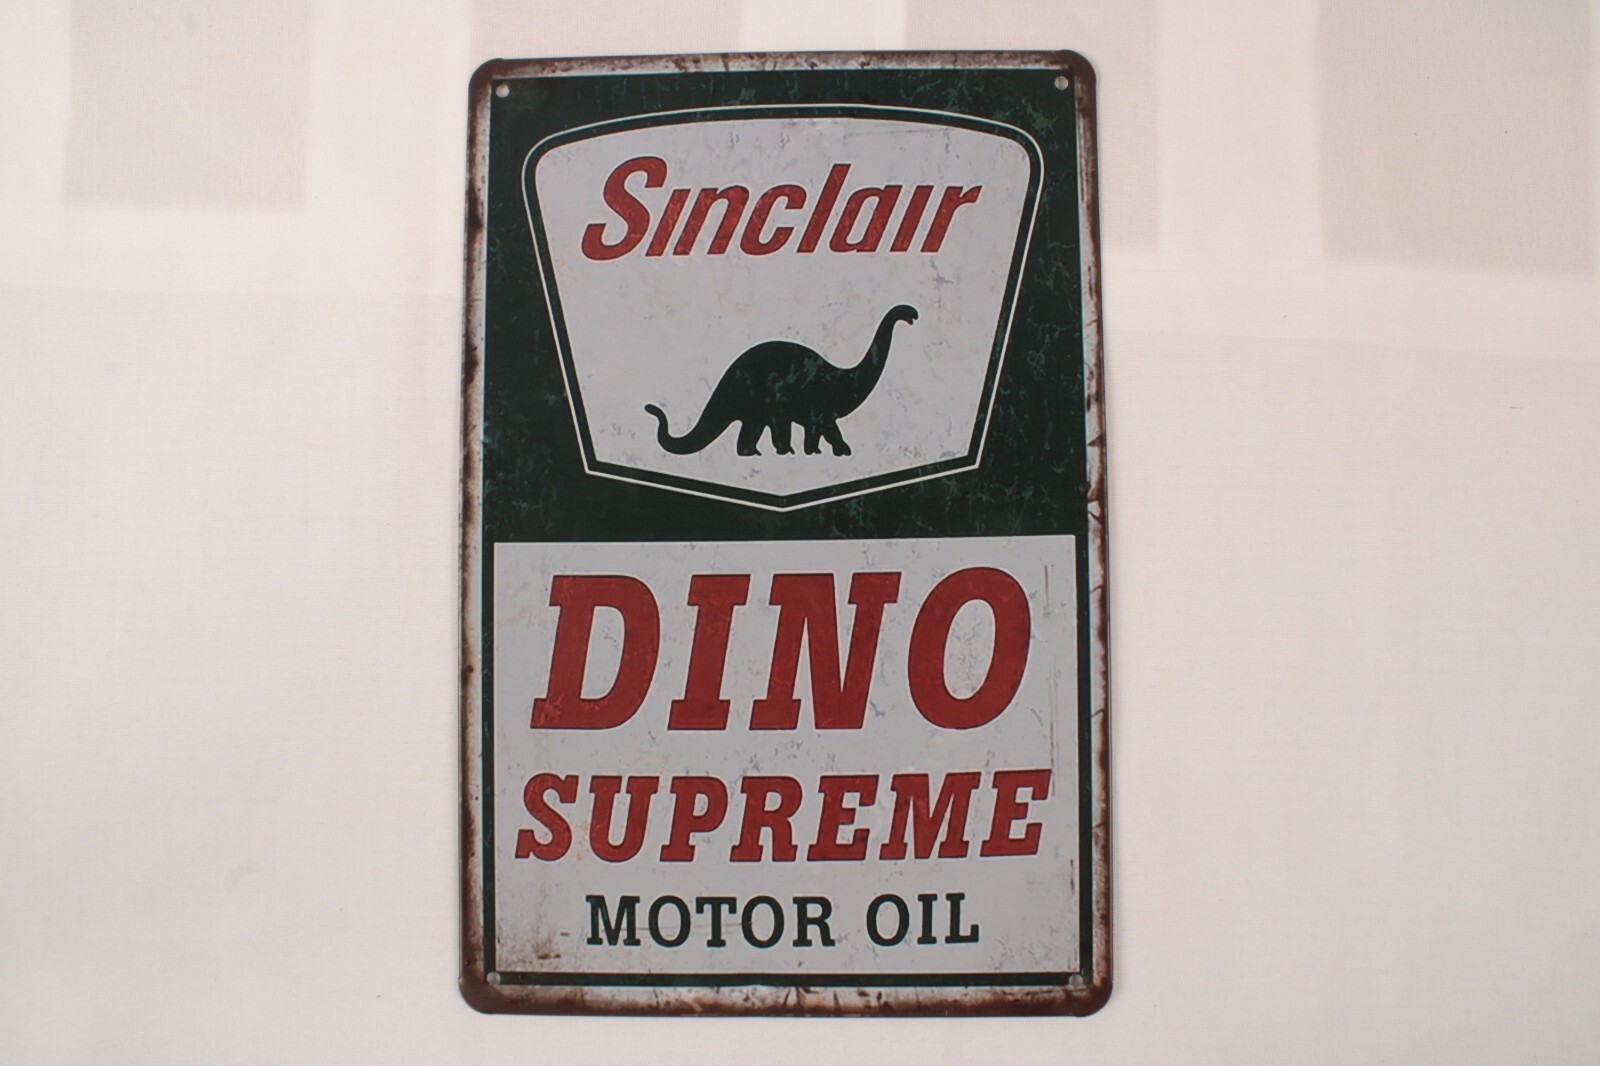 Sinclair
DINO
SUPREME
MOTOR OIL